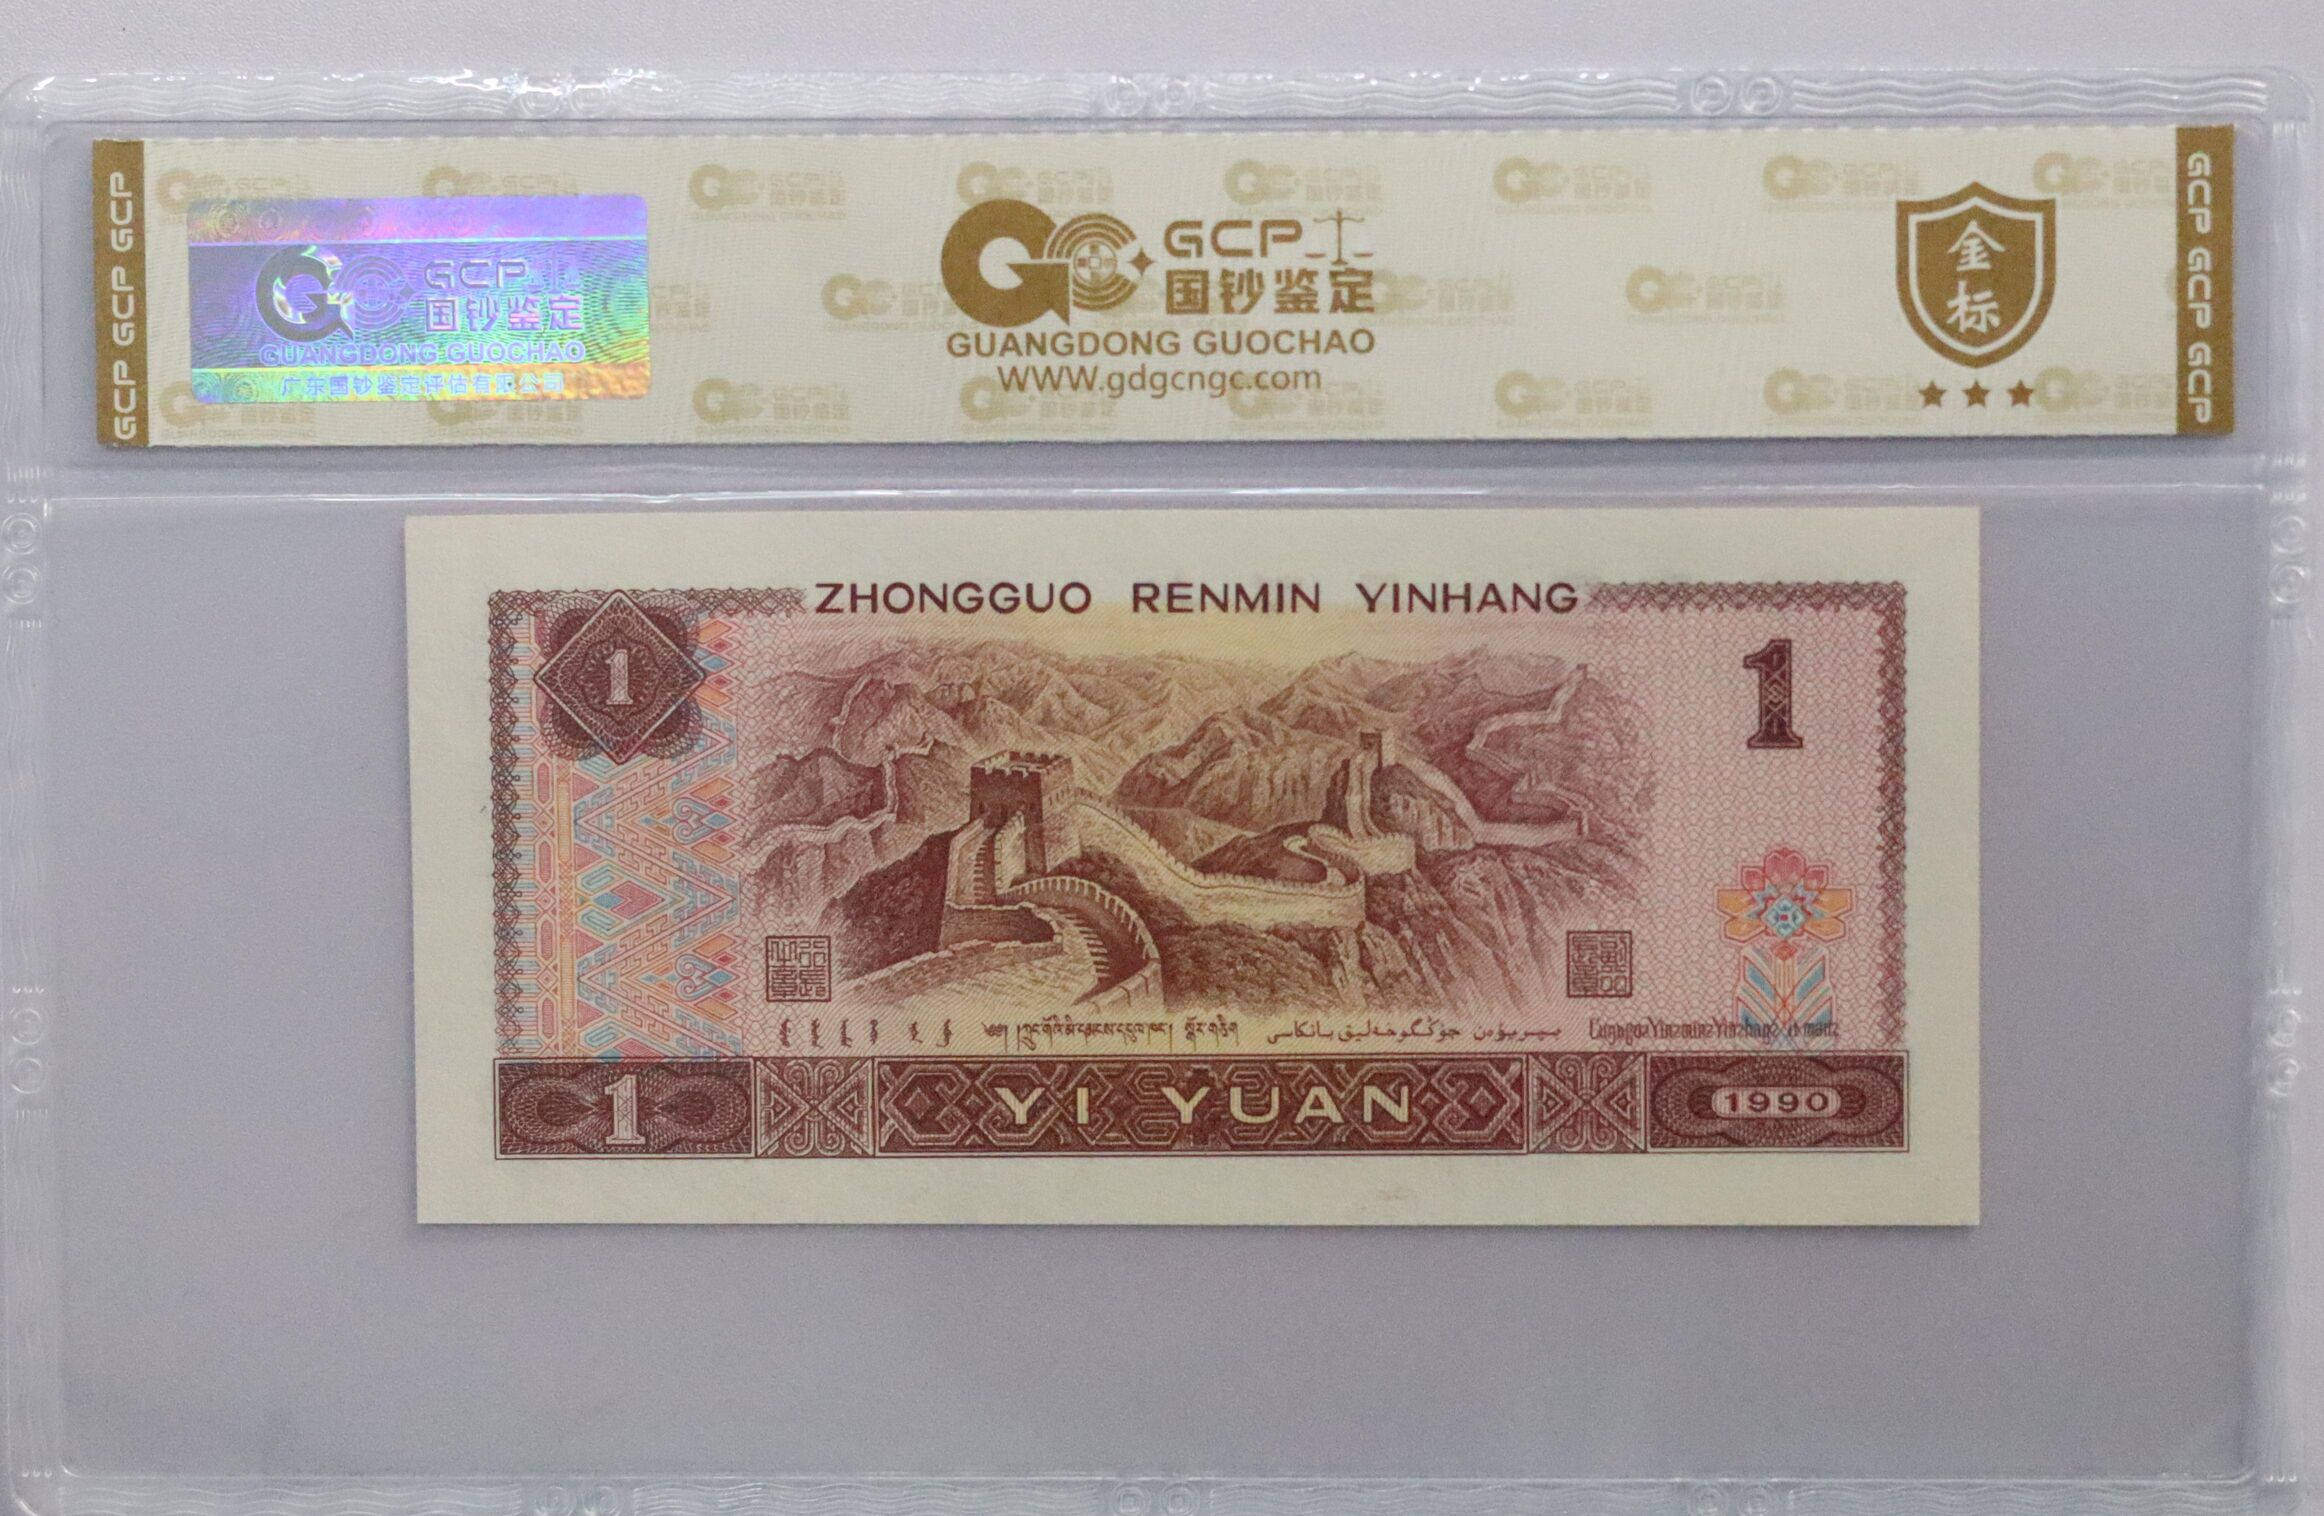 GCP GCP GCP
GCP
国钞鉴定
GUANGDONG GUOCHAO
广东国钞鉴定评估有限公司
GCP
国钞鉴定
GUANGDONG GUOCHAO
WWW.gdgcngc.com
金标
GCP GCP GCP
ZHONGGUO RENMIN YINHANG
1
1
1
YI YUAN
1990